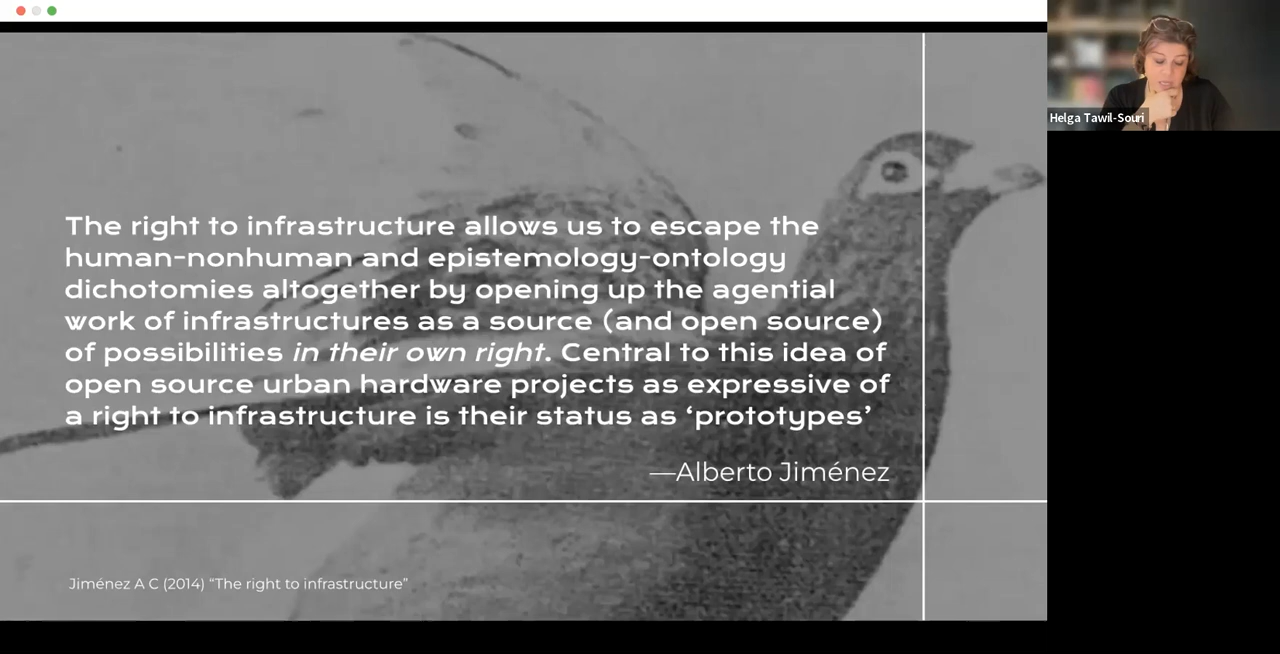 The right to infrastructure allows us to escape the
human-nonhuman and epistemology-ontology
dichotomies altogether by opening up the agential
work of infrastructures as a source (and open source)
of possibilities in their own right. Central to this idea of
open source urban hardware projects as expressive of
a right to infrastructure is their status as ‘prototypes’
—Alberto Jiménez
Jiménez A C (2014) “The right to infrastructure”
Helga Tawil-Souri